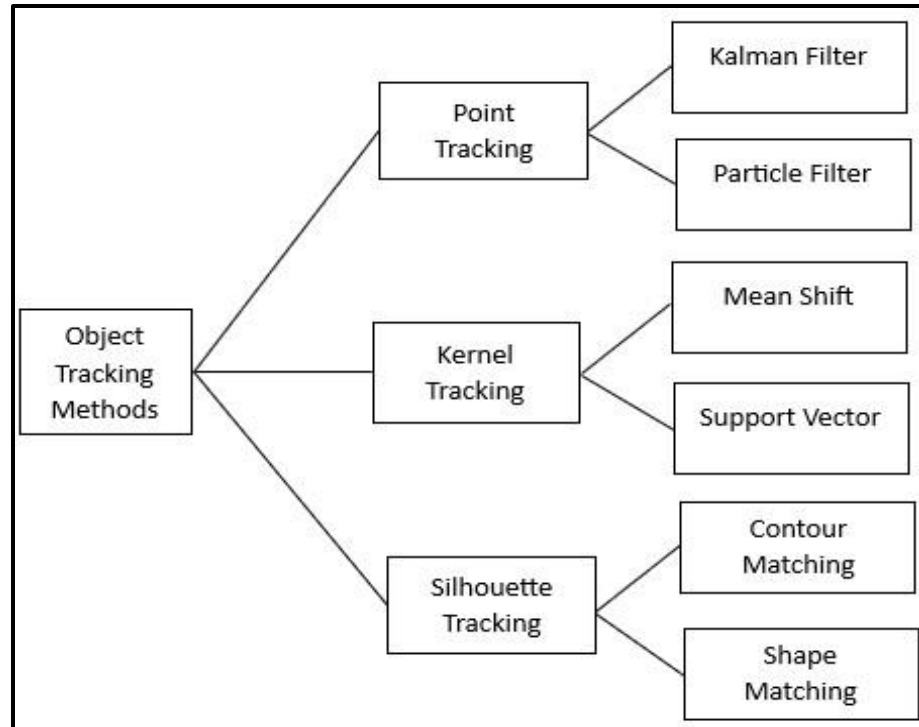 Kalman Filter
Point
Tracking
Particle Filter
Mean Shift
Object
Tracking
Methods
Kernel
Tracking
Support Vector
Contour
Matching
Silhouette
Tracking
Shape
Matching